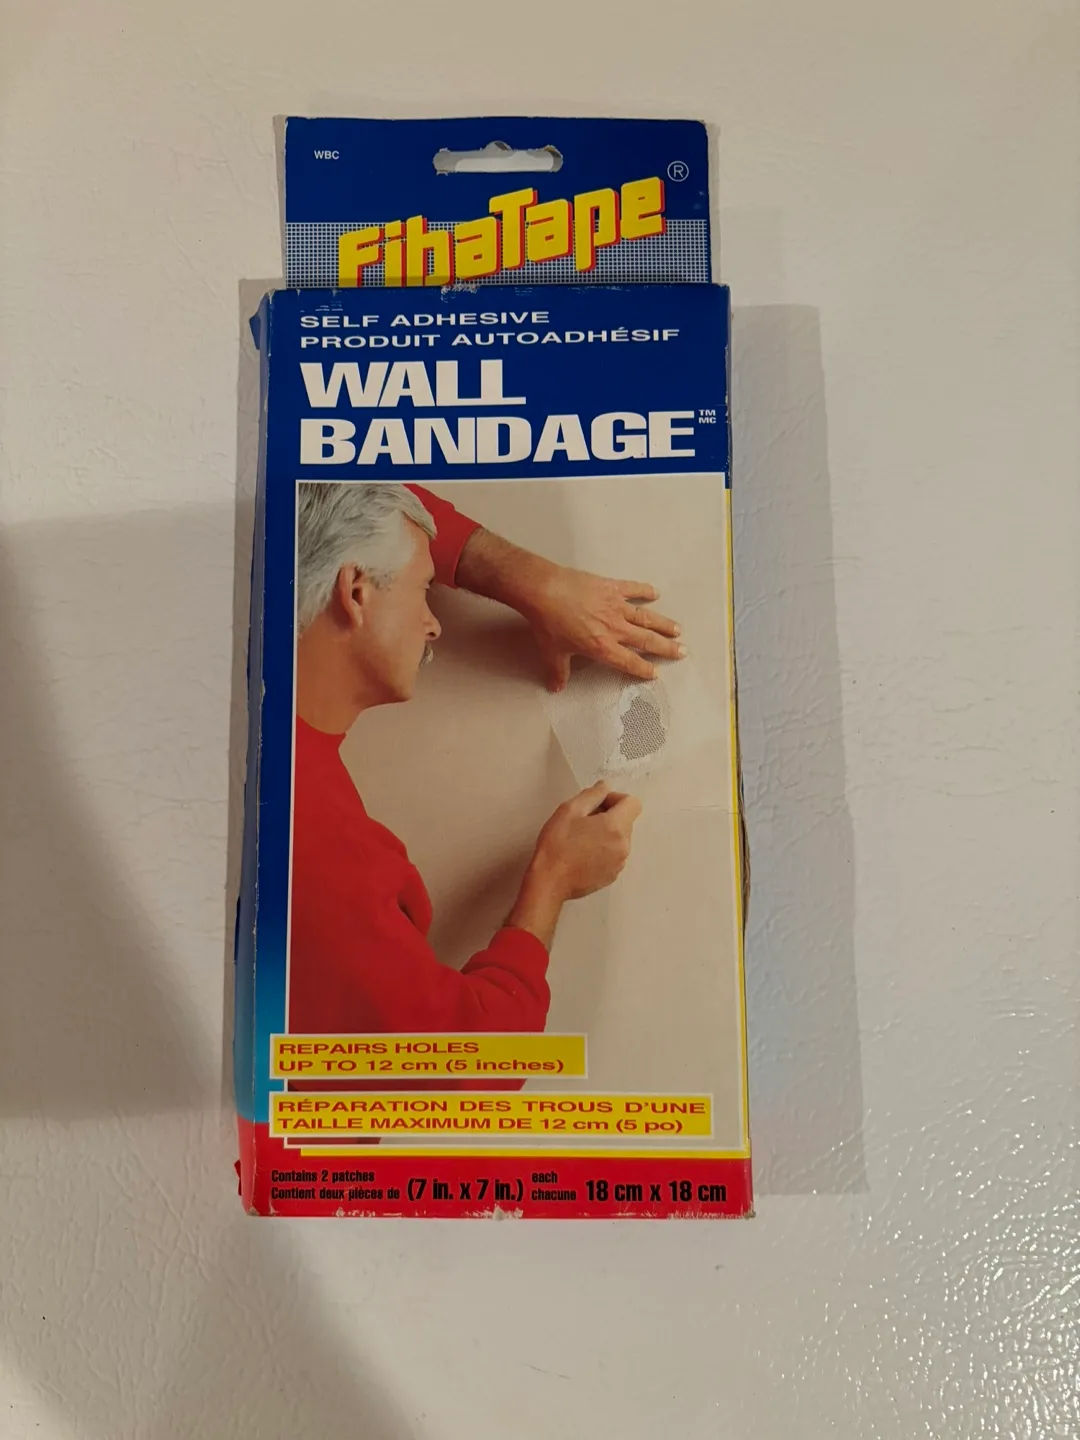 WBC
FibaTape®
SELF ADHESIVE
PRODUIT AUTOADHÉSIF
WALL
BANDAGE™ MC
REPAIRS HOLES
UP TO 12 cm (5 inches)
RÉPARATION DES TROUS D'UNE
TAILLE MAXIMUM DE 12 cm (5 po)
Contains 2 patches (7 in. x 7 in.) each 18 cm x 18 cm
Contient deux pièces de chacune